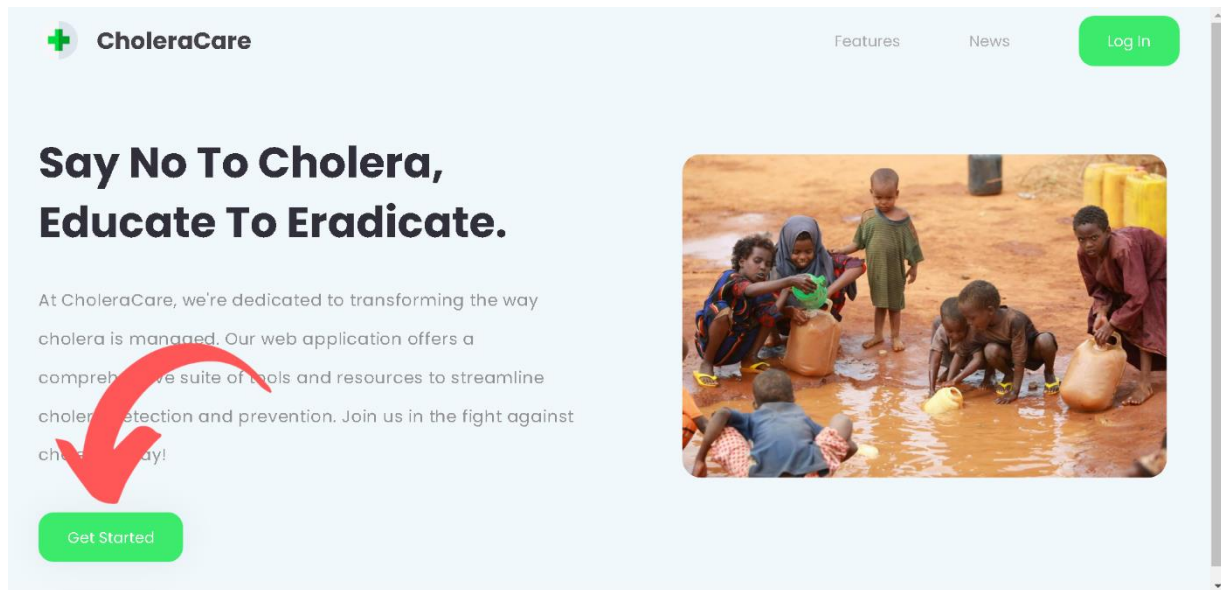 CholeraCare
Features
News
Log In
Say No To Cholera,
Educate To Eradicate.
At CholeraCare, we're dedicated to transforming the way
cholera is managed. Our web application offers a
suite of tools and resources to streamline
and prevention. Join us in the fight against
Get Started